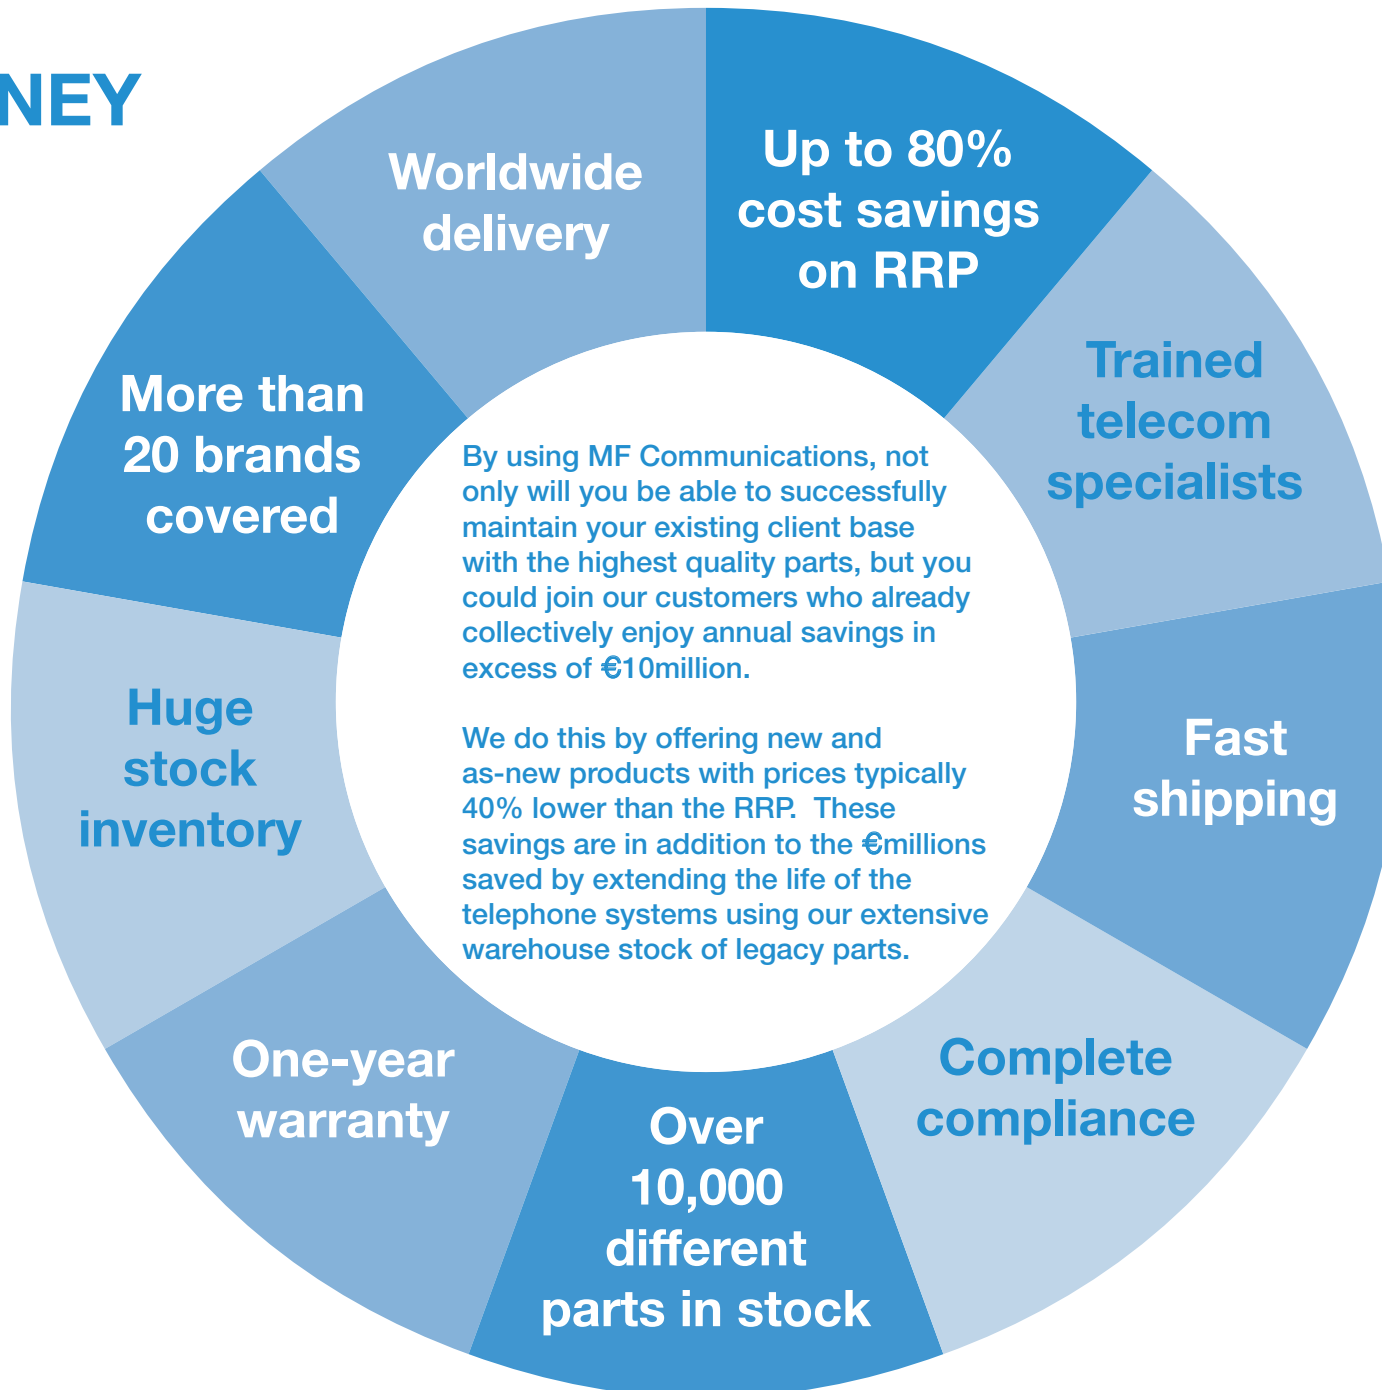 NEY
Worldwide
delivery
Up to 80%
cost savings
on RRP
Trained
telecom
specialists
Fast
shipping
Complete
compliance
Over
10,000
different
parts in stock
One-year
warranty
Huge
stock
inventory
More than
20 brands
covered
By using MF Communications, not
only will you be able to successfully
maintain your existing client base
with the highest quality parts, but you
could join our customers who already
collectively enjoy annual savings in
excess of €10million.
We do this by offering new and
as-new products with prices typically
40% lower than the RRP.  These
savings are in addition to the €millions
saved by extending the life of the
telephone systems using our extensive
warehouse stock of legacy parts.